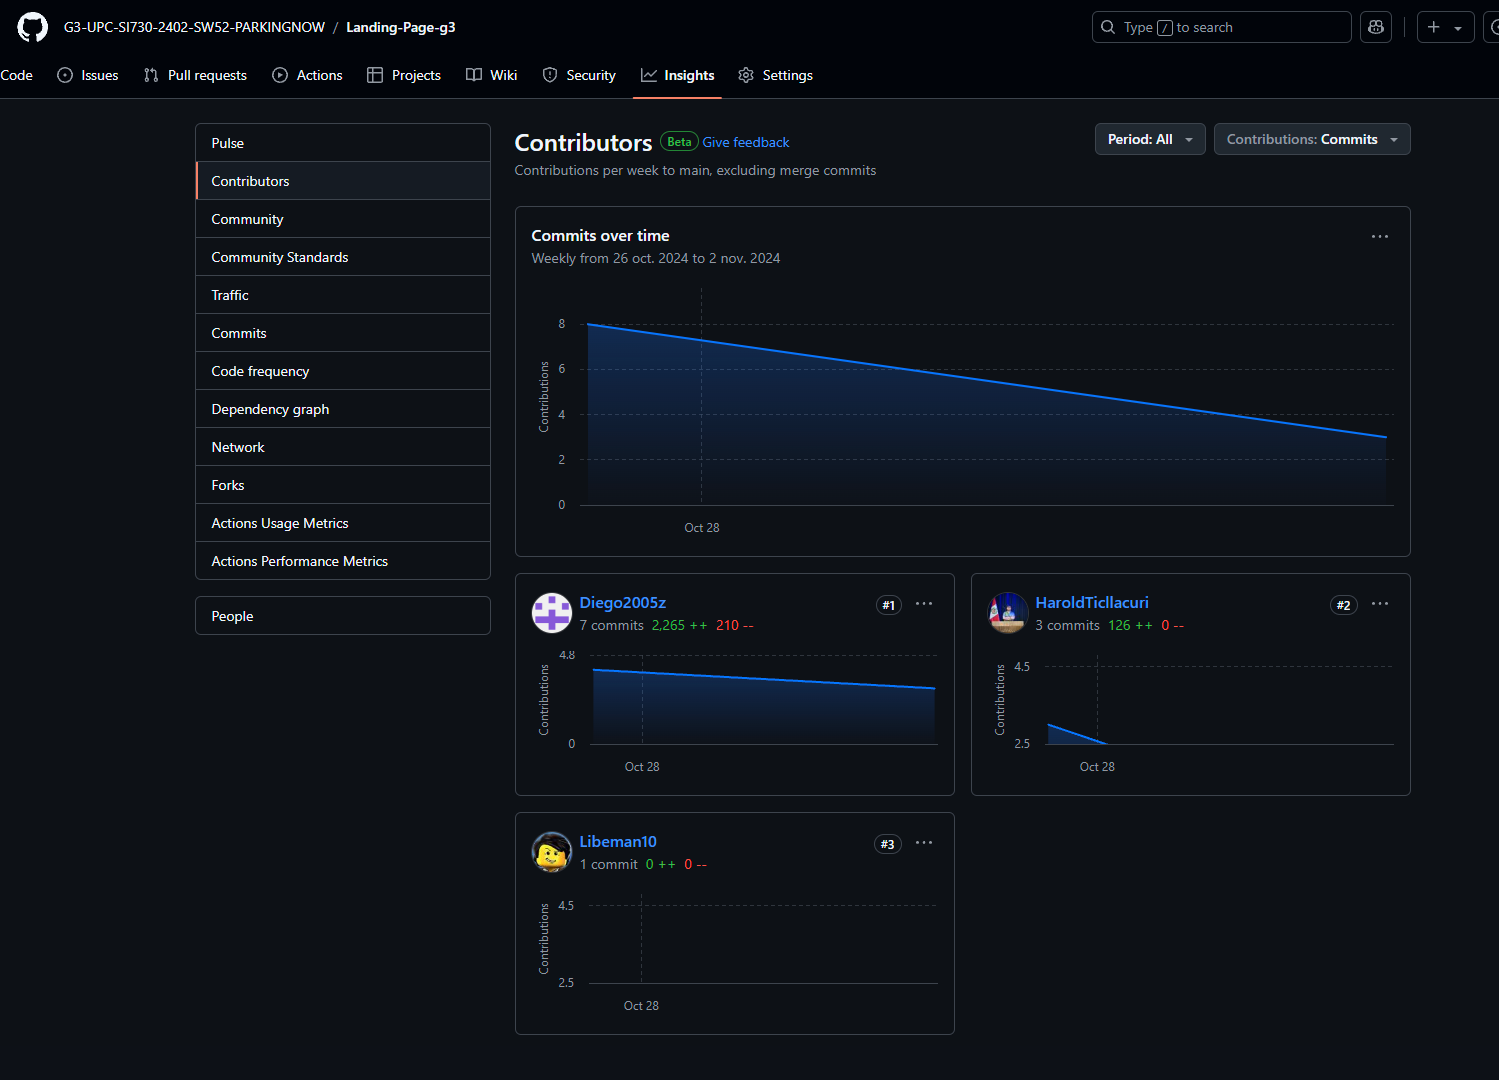 G3-UPC-SI730-2402-SW52-PARKINGNOW / Landing-Page-g3
Type / to search
Code Issues Pull requests Actions Projects Wiki Security Insights Settings
Pulse
Contributors
Community
Community Standards
Traffic
Commits
Code frequency
Dependency graph
Network
Forks
Actions Usage Metrics
Actions Performance Metrics
People
Contributors Beta Give feedback
Period: All
Contributions: Commits
Contributions per week to main, excluding merge commits
Commits over time
Weekly from 26 oct. 2024 to 2 nov. 2024
Contributions
8
6
4
2
0
Oct 28
Diego2005z
#1
7 commits 2,265 ++ 210 --
Contributions
4.8
0
Oct 28
HaroldTicllacuri
#2
3 commits 126 ++ 0 --
Contributions
4.5
2.5
Oct 28
Libeman10
#3
1 commit 0 ++ 0 --
Contributions
4.5
2.5
Oct 28